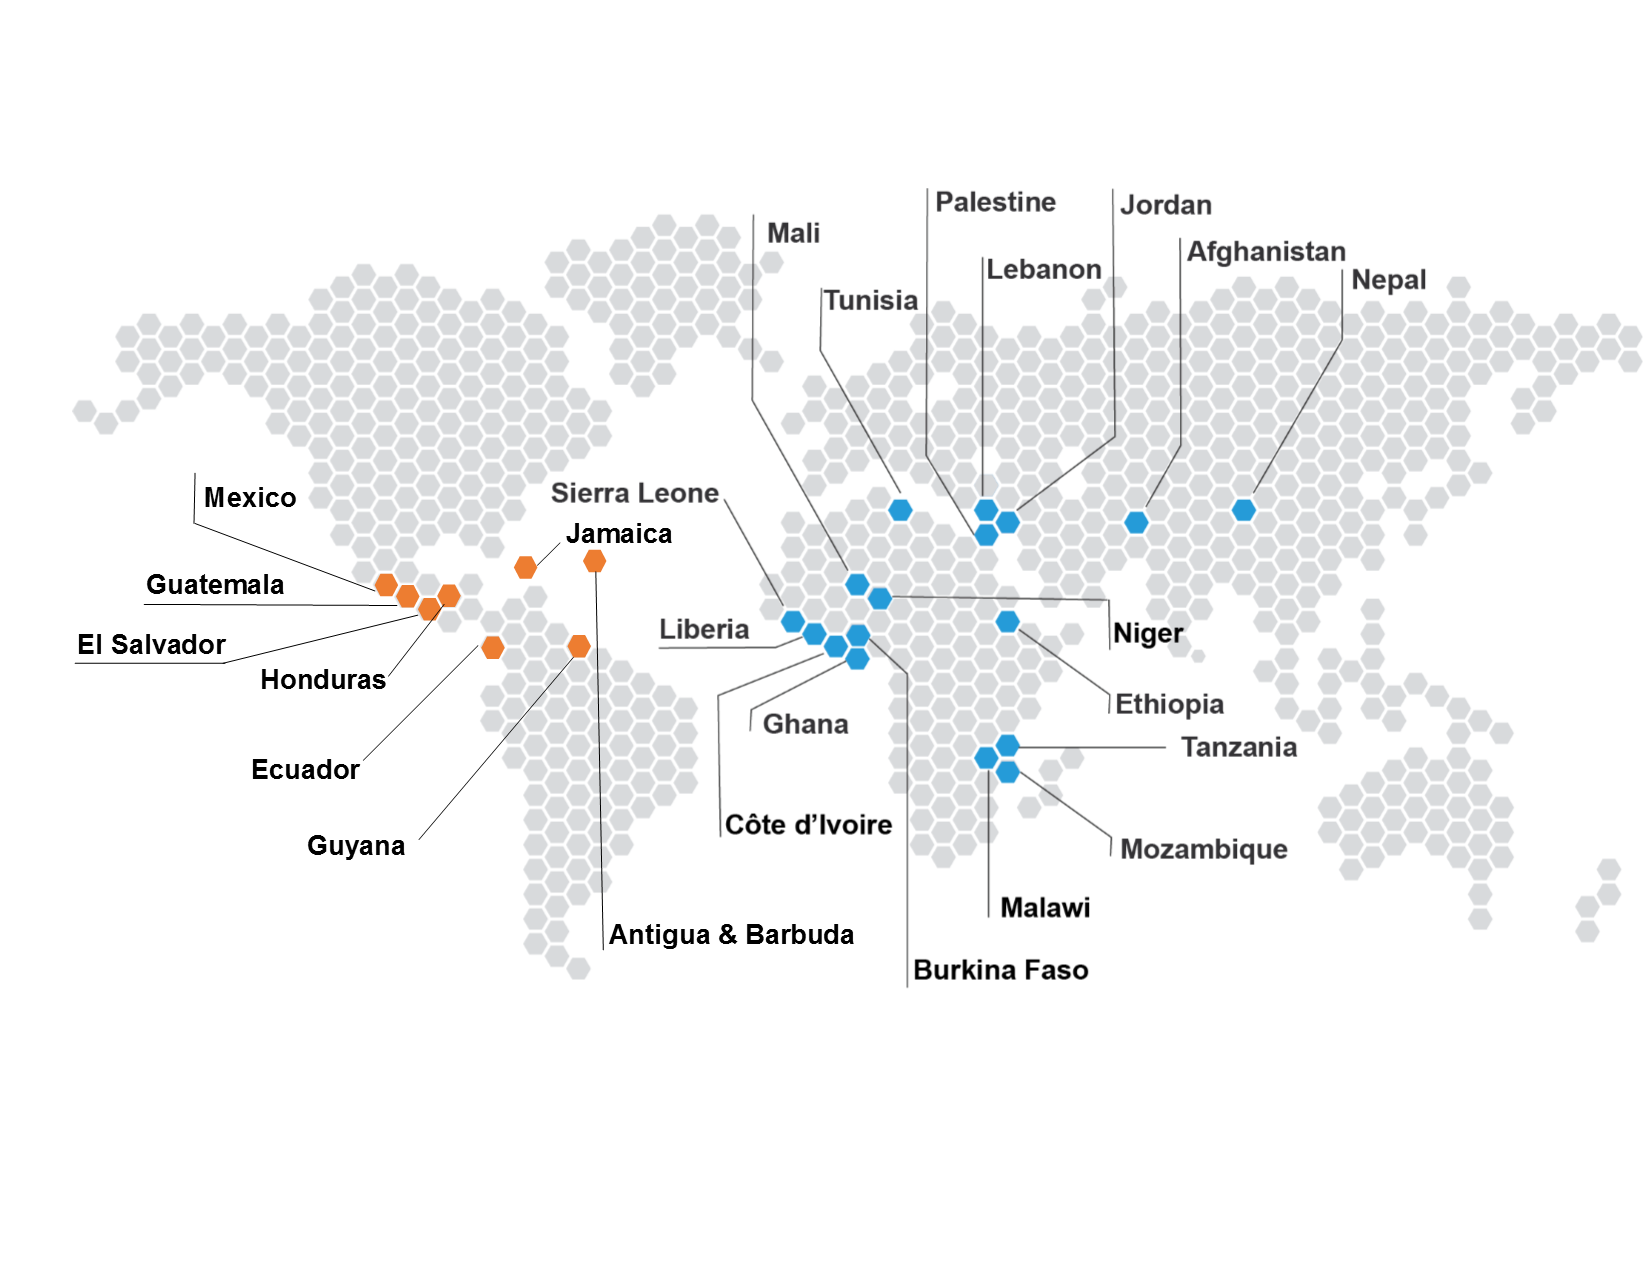 Palestine
Jordan
Mali
Afghanistan
Lebanon
Nepal
Tunisia
Sierra Leone
Mexico
Jamaica
Guatemala
Liberia
Niger
El Salvador
Honduras
Ethiopia
Ghana
Tanzania
Ecuador
Côte d’Ivoire
Guyana
Mozambique
Malawi
Antigua & Barbuda
Burkina Faso